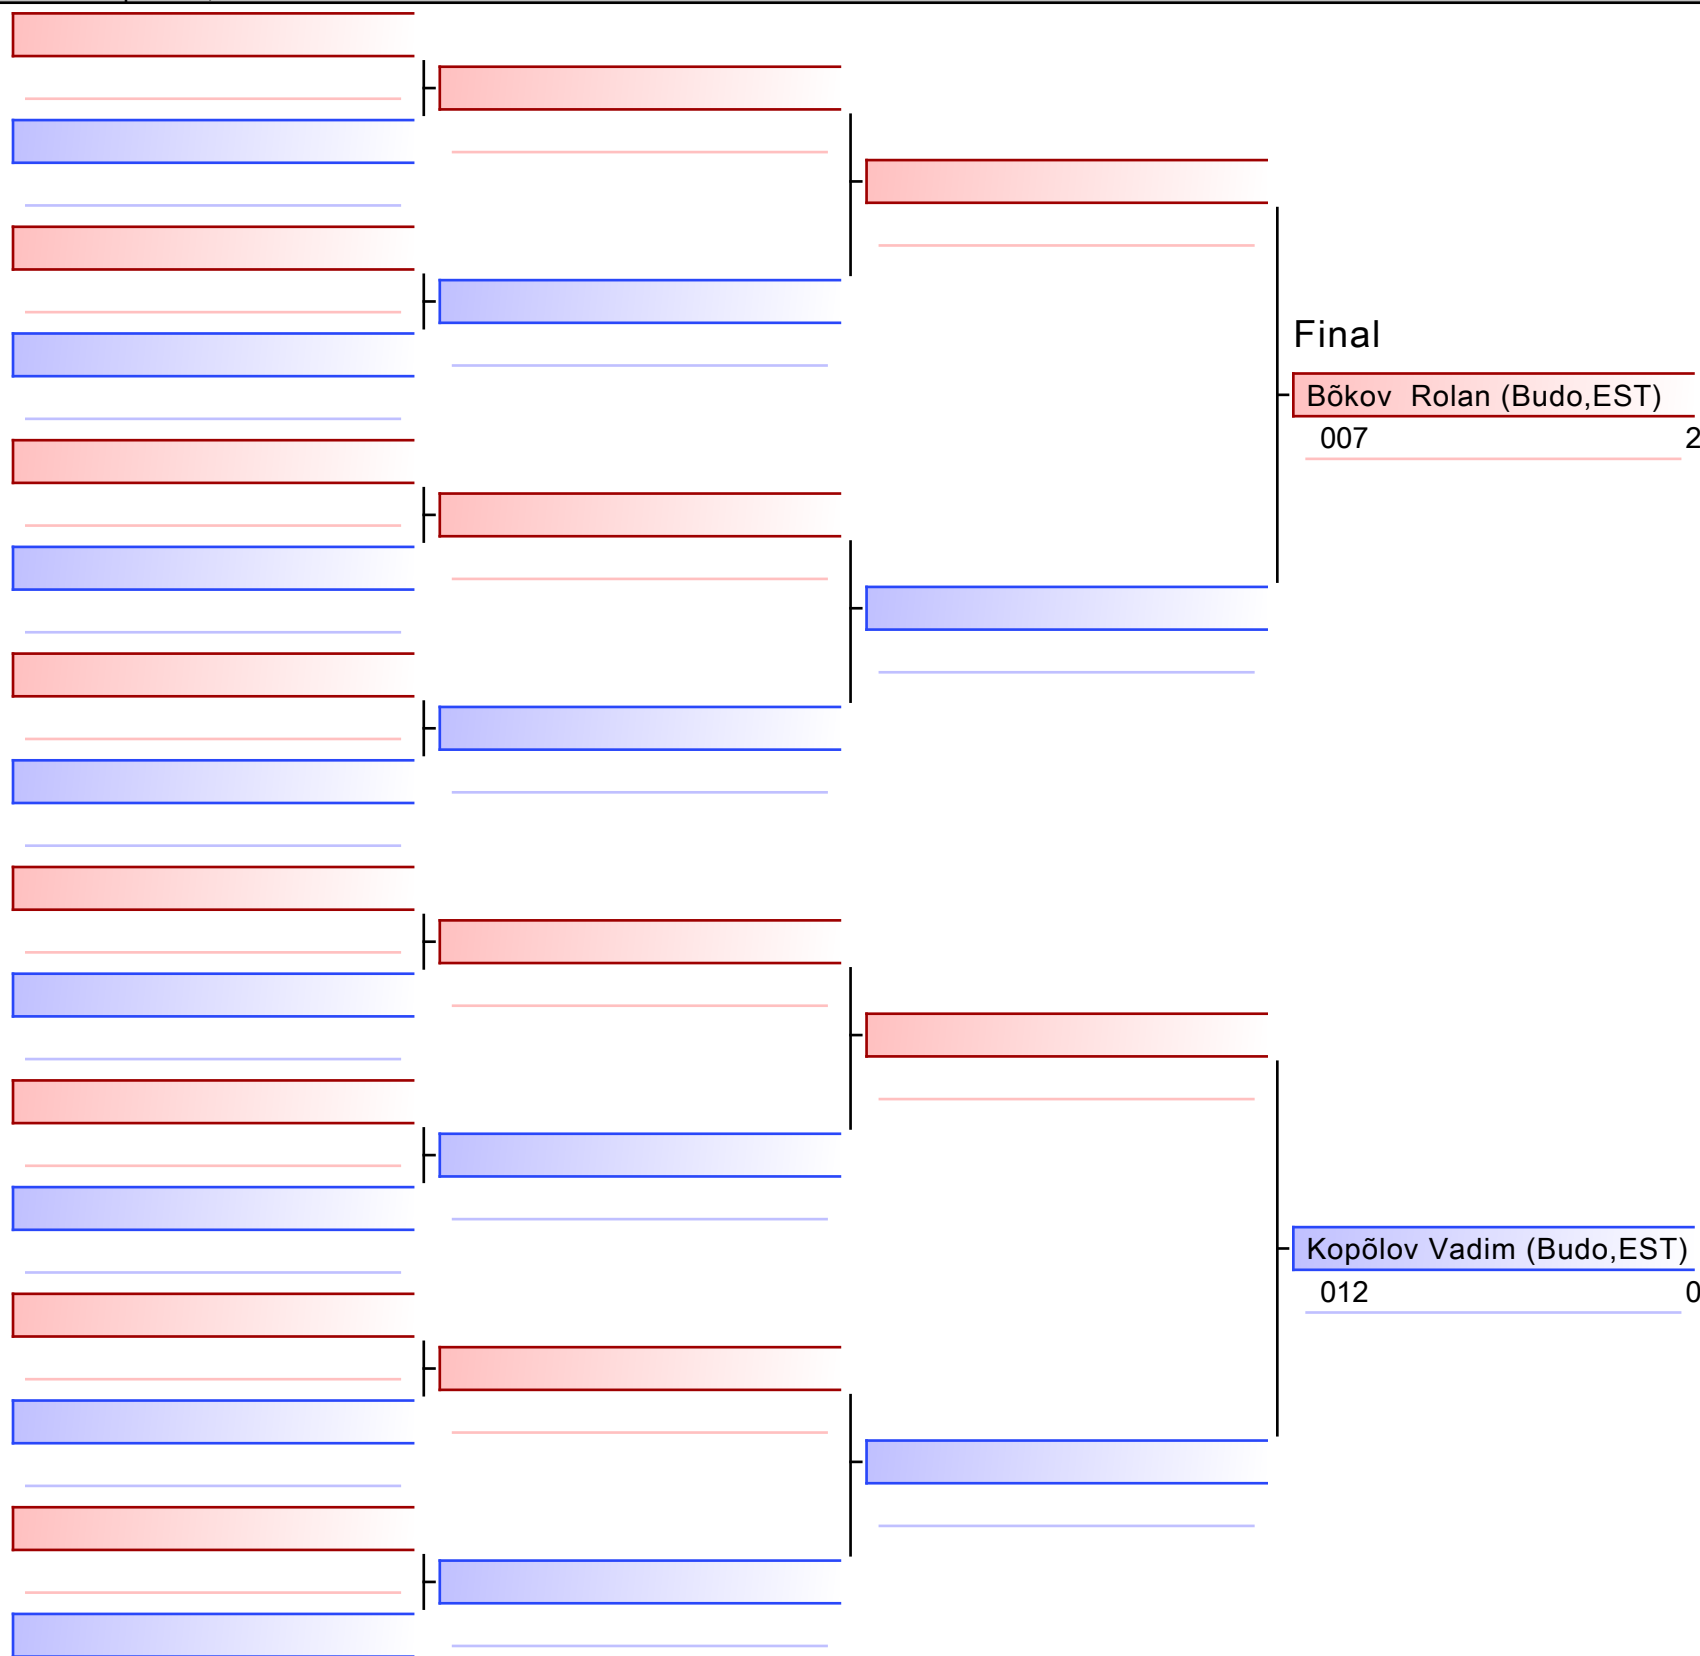 Final
Bõkov  Rolan (Budo,EST)
007 2
Kopõlov Vadim (Budo,EST)
012 0